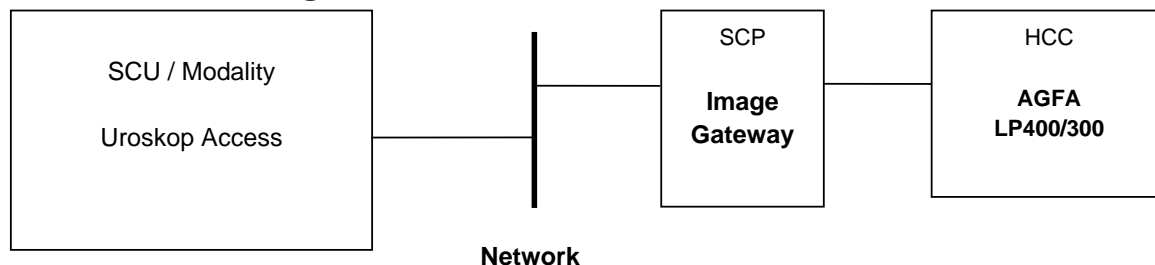 SCU / Modality
Uroskop Access
SCP
Image
Gateway
HCC
AGFA
LP400/300
Network